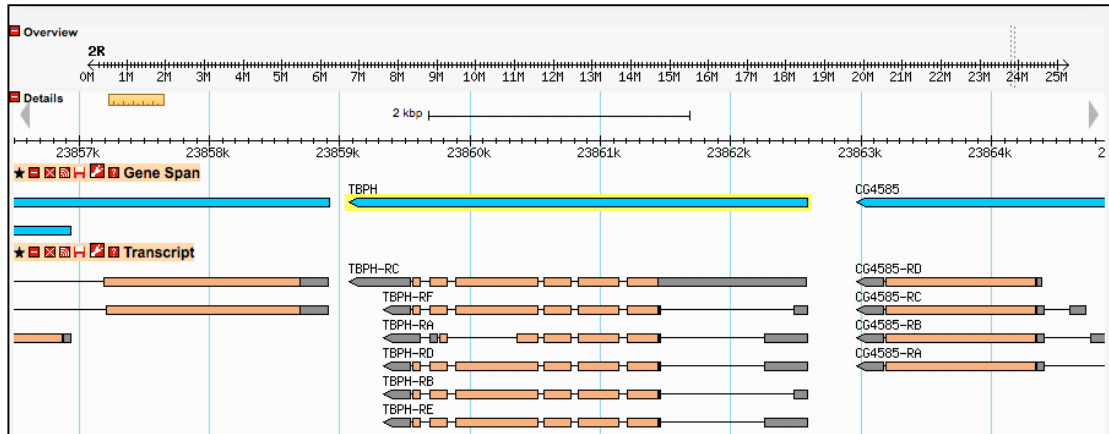 Overview
2R
0M 1M 2M 3M 4M 5M 6M 7M 8M 9M 10M 11M 12M 13M 14M 15M 16M 17M 18M 19M 20M 21M 22M 23M 24M 25M
Details
2 kbp
23857k 23858k 23859k 23860k 23861k 23862k 23863k 23864k 2
Gene Span
TBPH CG4585
Transcript
TBPH-RC CG4585-RD
TBPH-RF CG4585-RC
TBPH-RA CG4585-RB
TBPH-RD CG4585-RA
TBPH-RB
TBPH-RE